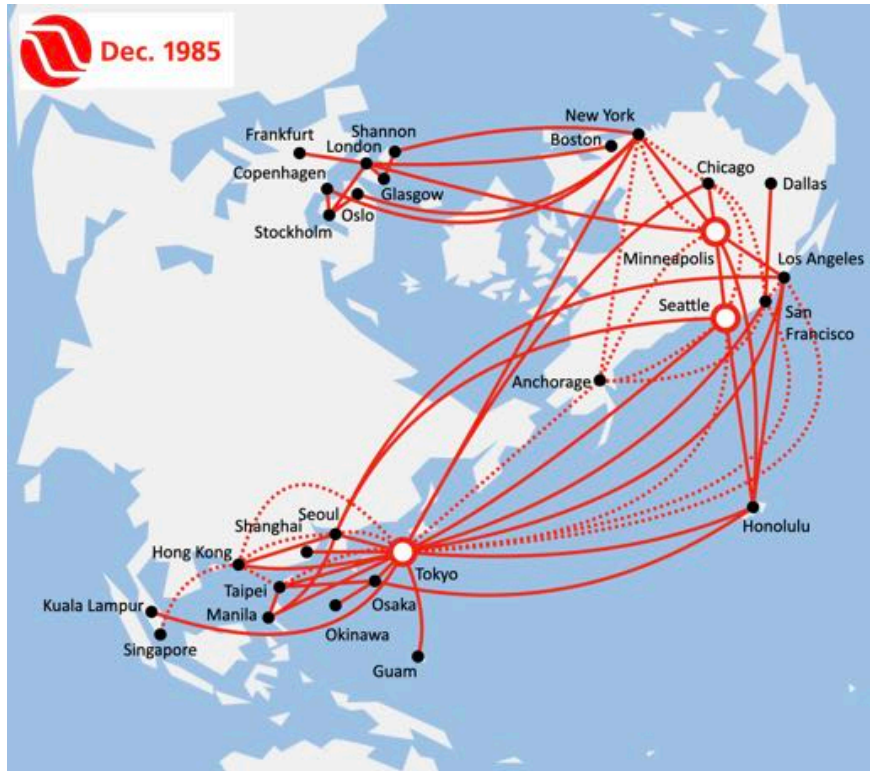 Dec. 1985
New York
Shannon
Frankfurt
London
Boston
Chicago
Copenhagen
Dallas
Glasgow
Oslo
Stockholm
Minneapolis
Los Angeles
Seattle
San
Francisco
Anchorage
Seoul
Shanghai
Honolulu
Hong Kong
Tokyo
Taipei
Kuala Lampur
Osaka
Manila
Okinawa
Singapore
Guam